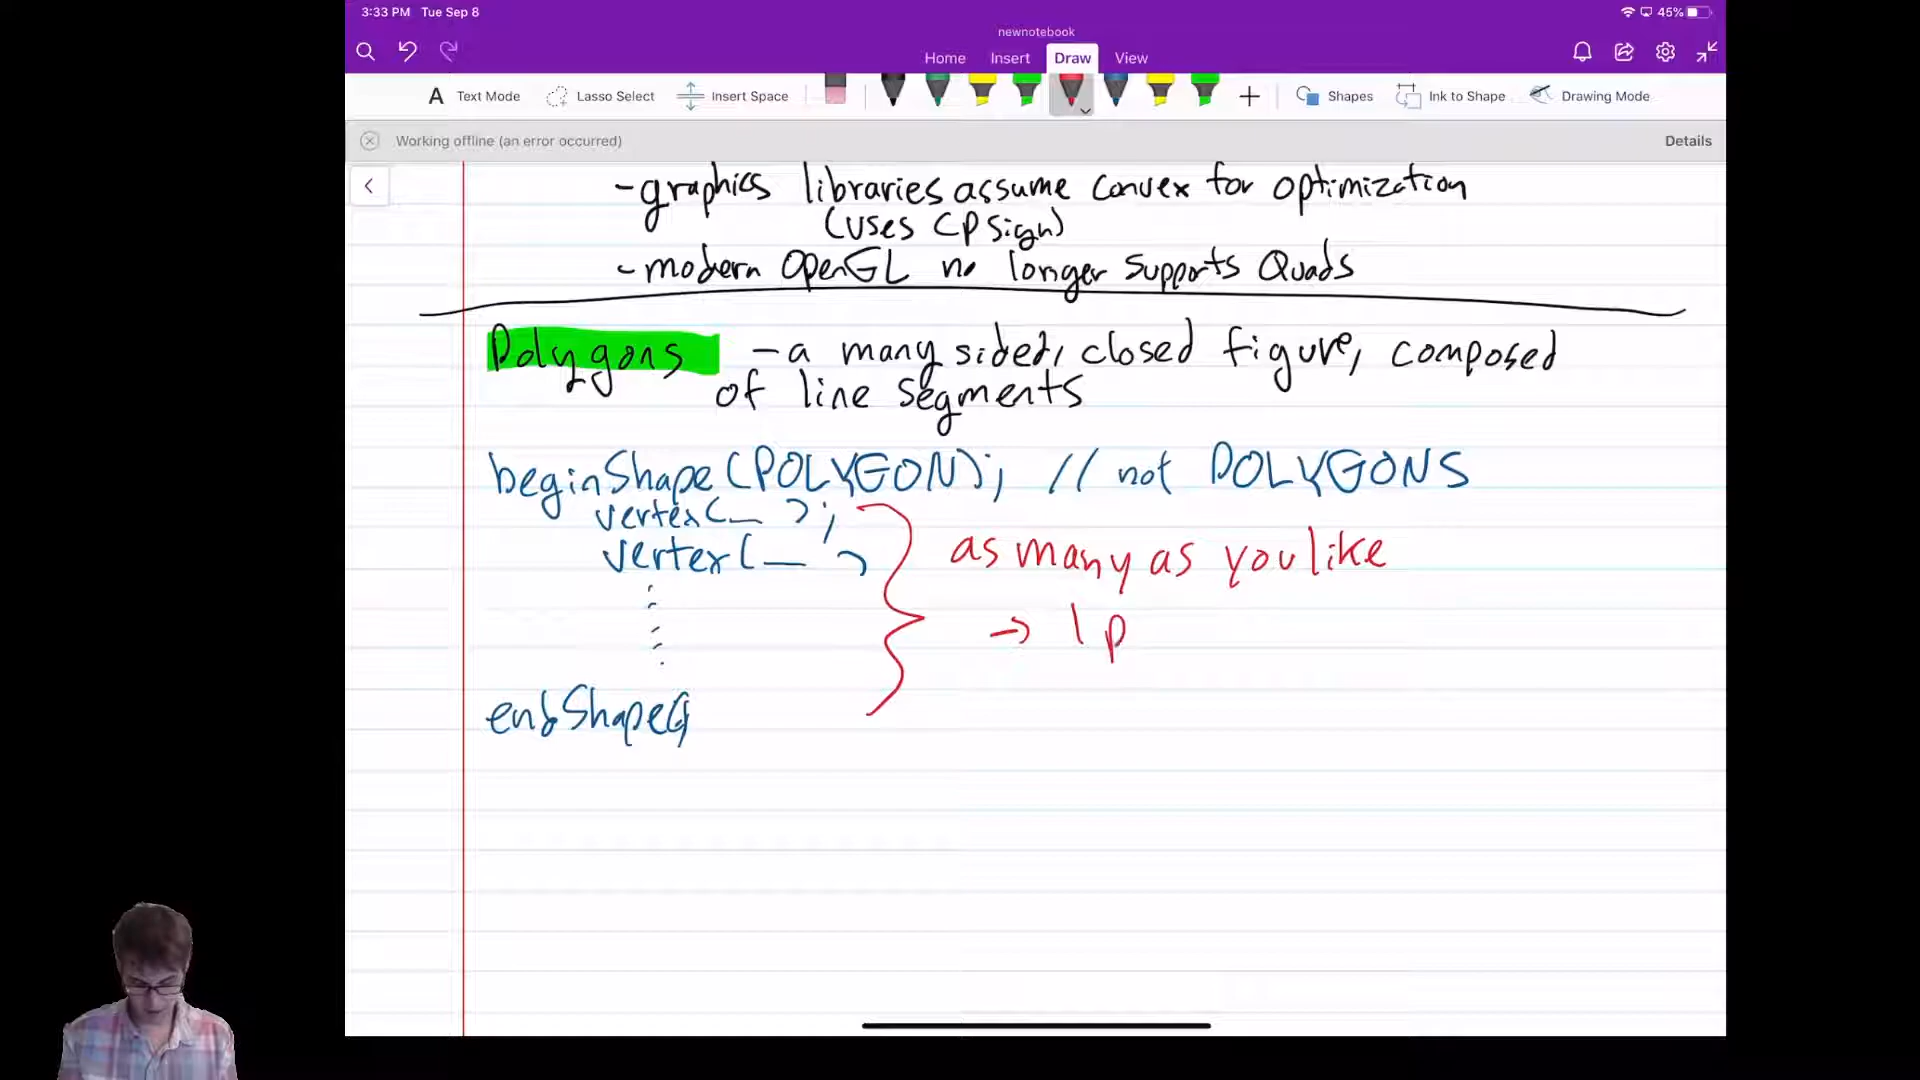 3:33 PM Tue Sep 8
45%
newnotebook
Home Insert Draw View
A Text Mode Lasso Select Insert Space Shapes Ink to Shape Drawing Mode
Working offline (an error occurred) Details
-graphics libraries assume convex for optimization
(uses CP sign)
-modern OpenGL no longer supports Quads
Polygons - a many sided, closed figure, composed
of line segments
beginShape(POLYGON); // not POLYGONS
vertex(_ );
vertex(_ )
as many as you like
→ 1 p
endShape();